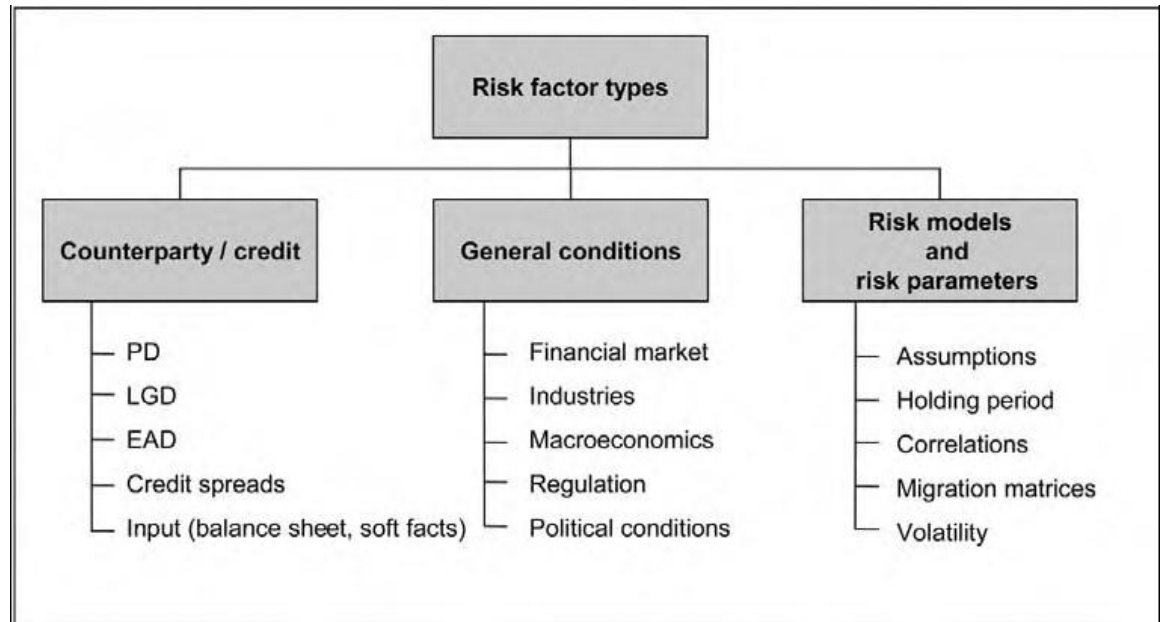 Risk factor types
Counterparty / credit
PD
LGD
EAD
Credit spreads
Input (balance sheet, soft facts)
General conditions
Financial market
Industries
Macroeconomics
Regulation
Political conditions
Risk models
and
risk parameters
Assumptions
Holding period
Correlations
Migration matrices
Volatility